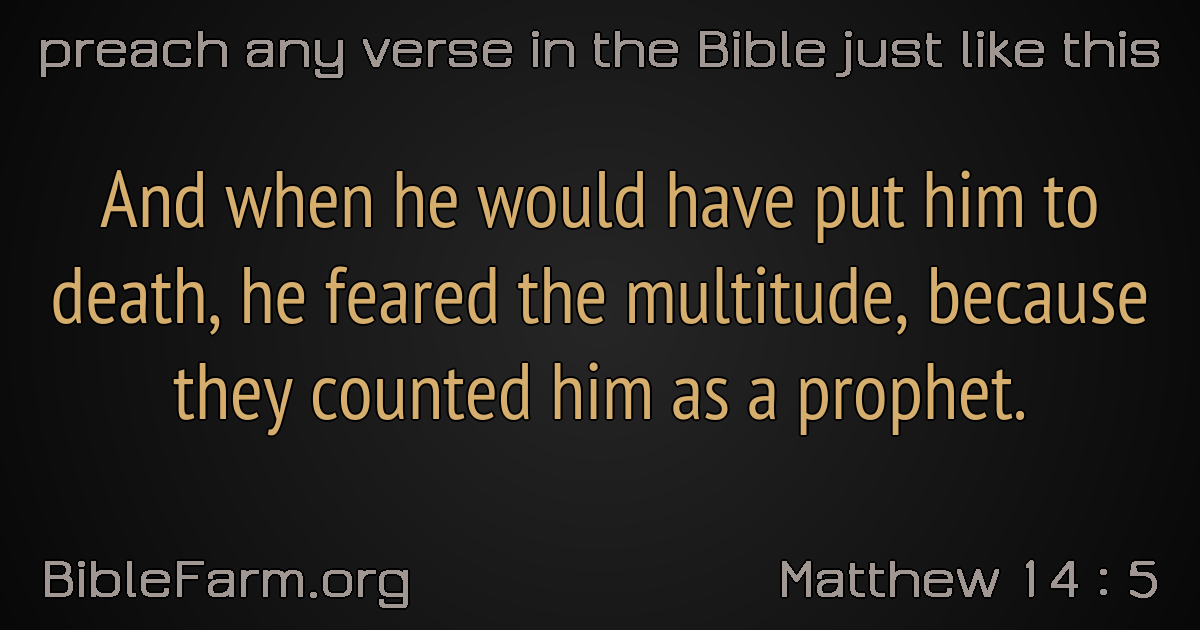 preach any verse in the Bible just like this
And when he would have put him to
death, he feared the multitude, because
they counted him as a prophet.
BibleFarm.org
Matthew 14 : 5